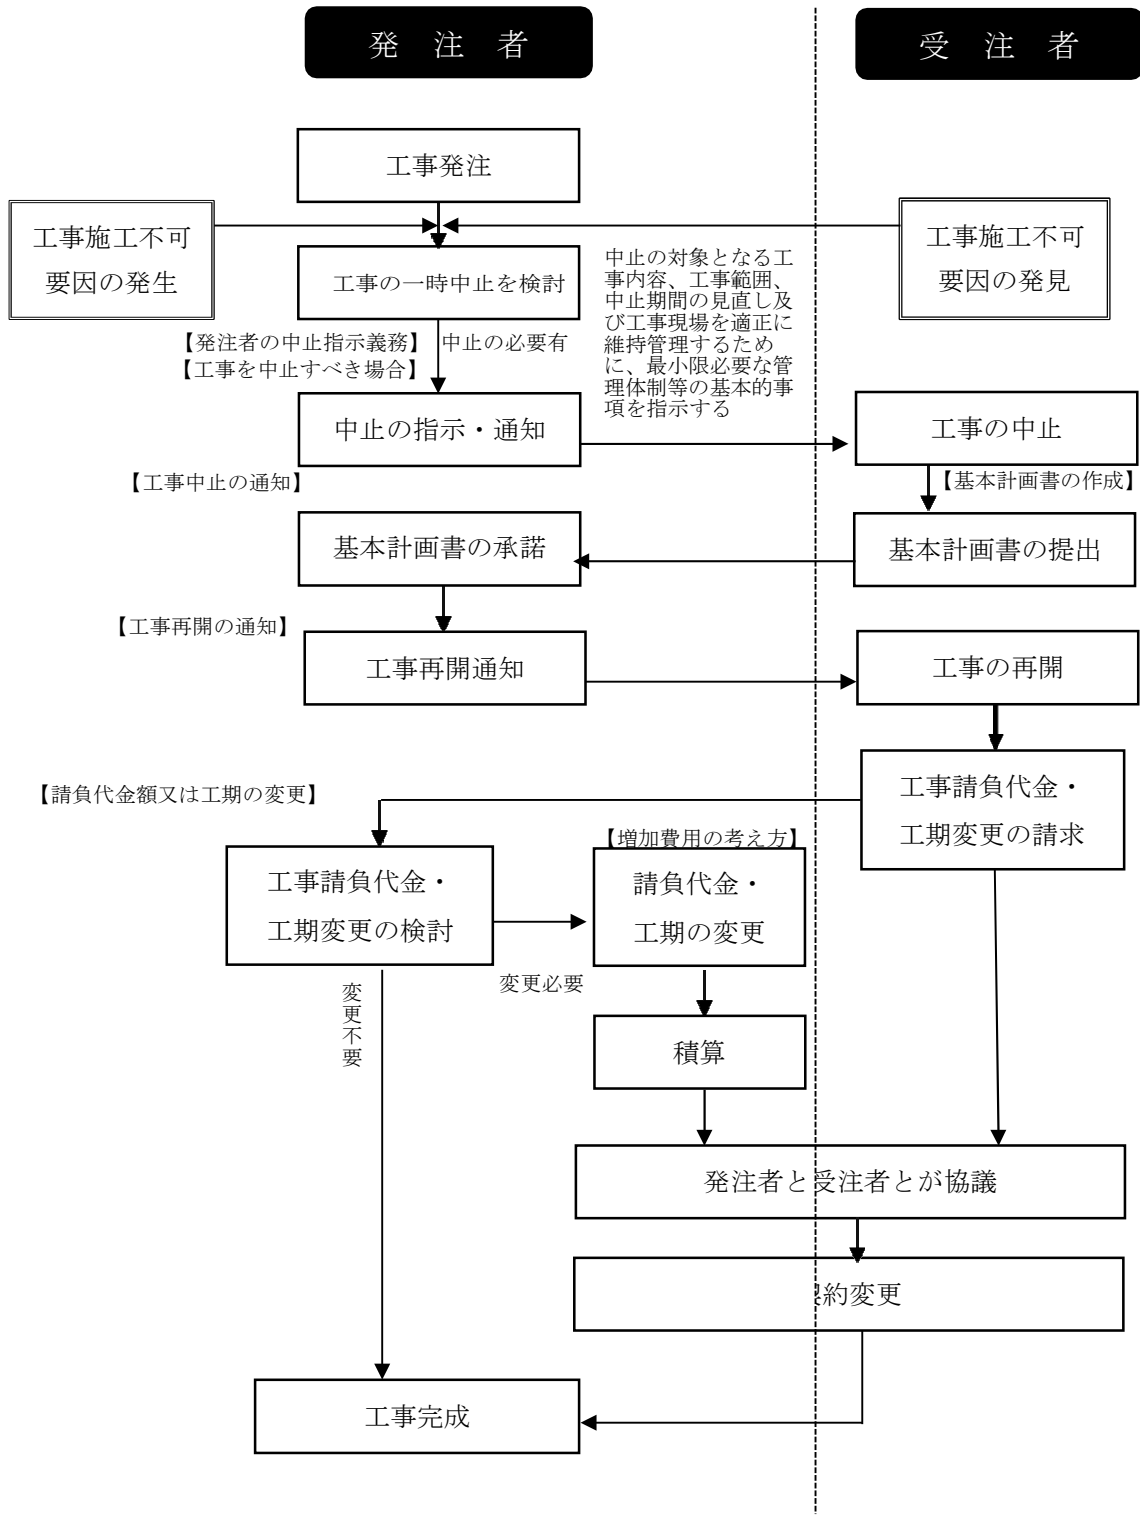 発 注 者
受 注 者
工事発注
工事施工不可
要因の発生
工事施工不可
要因の発見
工事の一時中止を検討
中止の対象となる工
事内容、工事範囲、
中止期間の見直し及
び工事現場を適正に
維持管理するため
に、最小限必要な管
理体制等の基本的事
項を指示する
【発注者の中止指示義務】
中止の必要有
【工事を中止すべき場合】
中止の指示・通知
工事の中止
【工事中止の通知】
【基本計画書の作成】
基本計画書の承諾
基本計画書の提出
【工事再開の通知】
工事再開通知
工事の再開
【請負代金額又は工期の変更】
工事請負代金・
工期変更の請求
【増加費用の考え方】
工事請負代金・
工期変更の検討
請負代金・
工期の変更
変更必要
変更不要
積算
発注者と受注者とが協議
約変更
工事完成